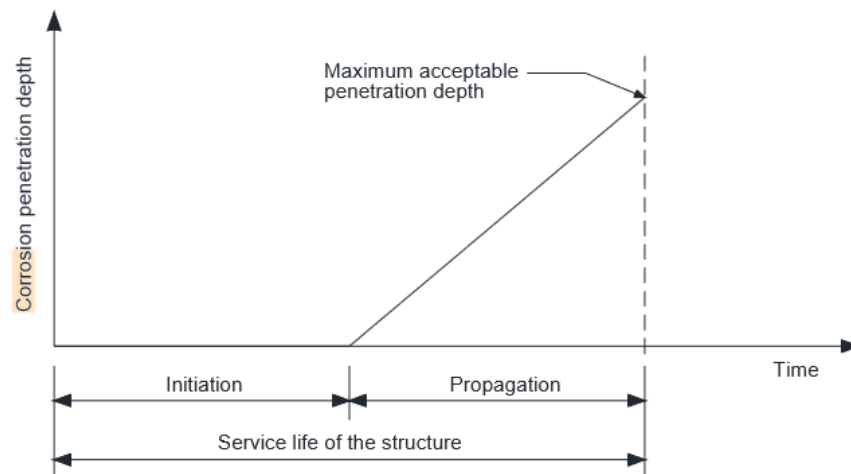 Corrosion penetration depth
Maximum acceptable
penetration depth
Time
Initiation
Propagation
Service life of the structure